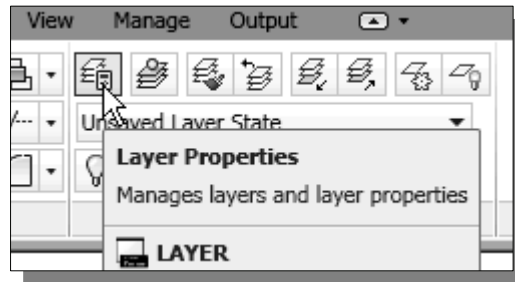 View Manage Output
Unsaved Layer State
Layer Properties
Manages layers and layer properties
LAYER